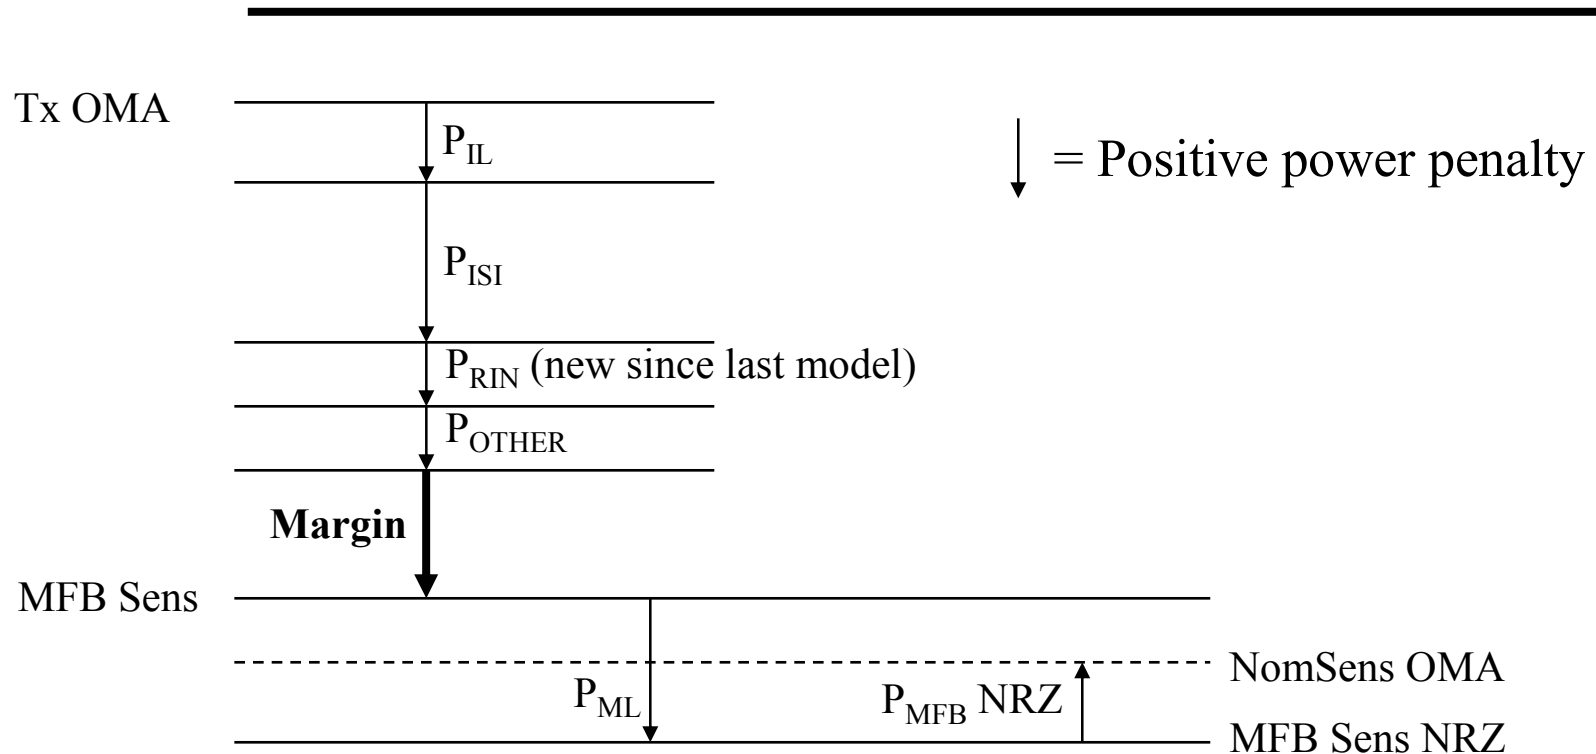 Tx OMA
P_IL
= Positive power penalty
P_ISI
P_RIN (new since last model)
P_OTHER
Margin
MFB Sens
NomSens OMA
P_ML
P_MFB NRZ
MFB Sens NRZ